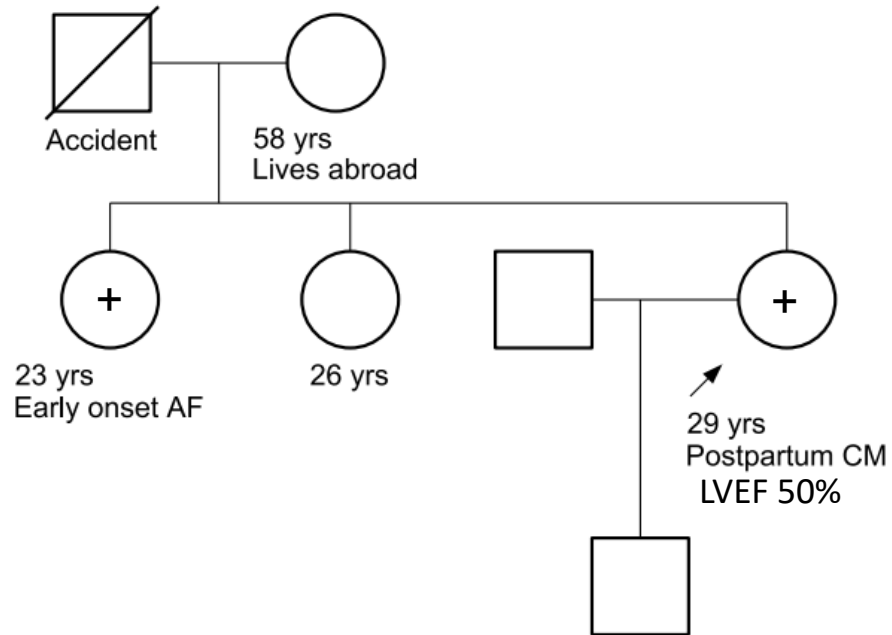 Accident
58 yrs
Lives abroad
+
+
23 yrs
Early onset AF
26 yrs
29 yrs
Postpartum CM
LVEF 50%